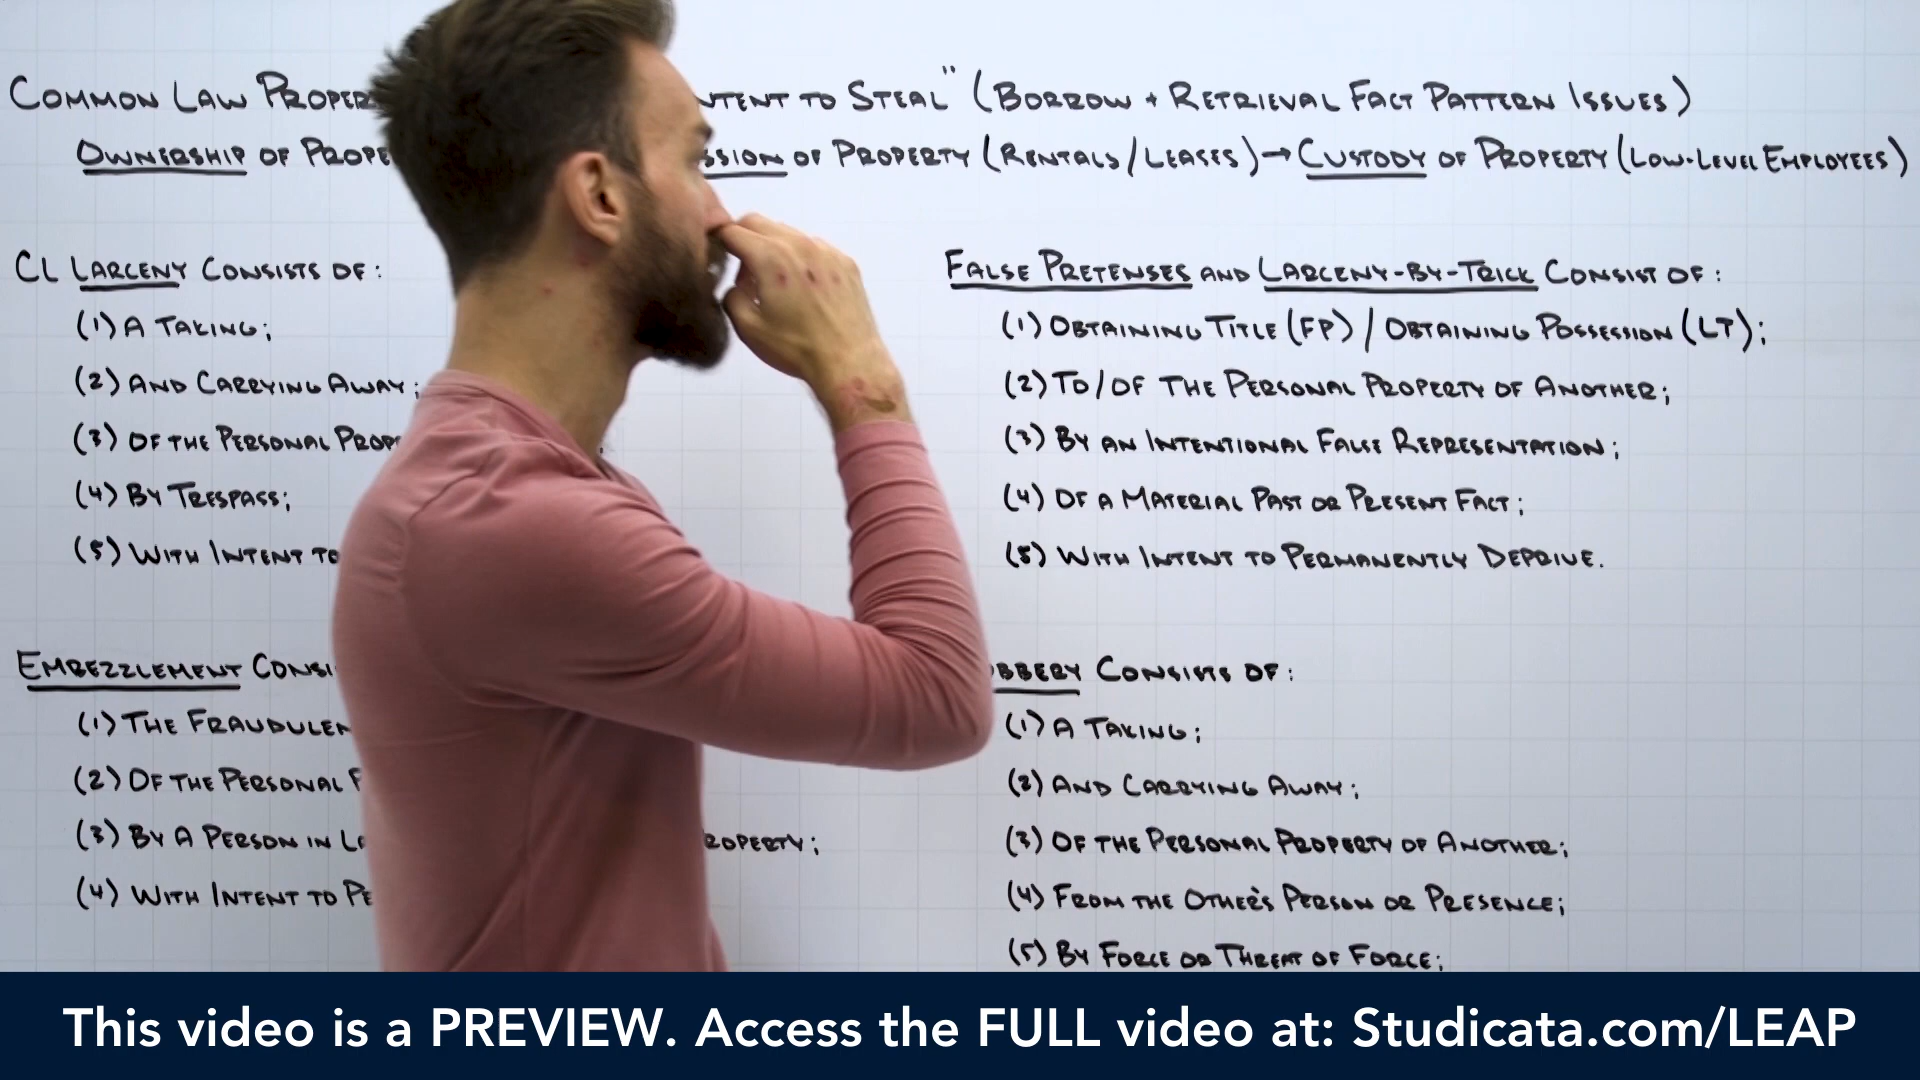 COMMON LAW PROPER NTENT TO STEAL" (BORROW + RETRIEVAL FACT PATTERN ISSUES)
OWNERSHIP OF PROPE SSION OF PROPERTY (RENTALS/LEASES) → CUSTODY OF PROPERTY (LOW-LEVEL EMPLOYEES)
CL LARCENY CONSISTS OF:
(1) A TAKING;
(2) AND CARRYING AWAY;
(3) OF THE PERSONAL PROP
(4) BY TRESPASS;
(5) WITH INTENT TO
FALSE PRETENSES AND LARCENY-BY-TRICK CONSIST OF:
(1) OBTAINING TITLE (FP) / OBTAINING POSSESSION (LT);
(2) TO/OF THE PERSONAL PROPERTY OF ANOTHER;
(3) BY AN INTENTIONAL FALSE REPRESENTATION;
(4) OF A MATERIAL PAST OR PRESENT FACT;
(5) WITH INTENT TO PERMANENTLY DEPRIVE.
EMBEZZLEMENT CONSI
(1) THE FRAUDULEN
(2) OF THE PERSONAL P
(3) BY A PERSON IN L ROPERTY;
(4) WITH INTENT TO PE
OBBERY CONSISTS OF:
(1) A TAKING;
(2) AND CARRYING AWAY;
(3) OF THE PERSONAL PROPERTY OF ANOTHER;
(4) FROM THE OTHER'S PERSON OR PRESENCE;
(5) BY FORCE OR THREAT OF FORCE;
This video is a PREVIEW. Access the FULL video at: Studicata.com/LEAP